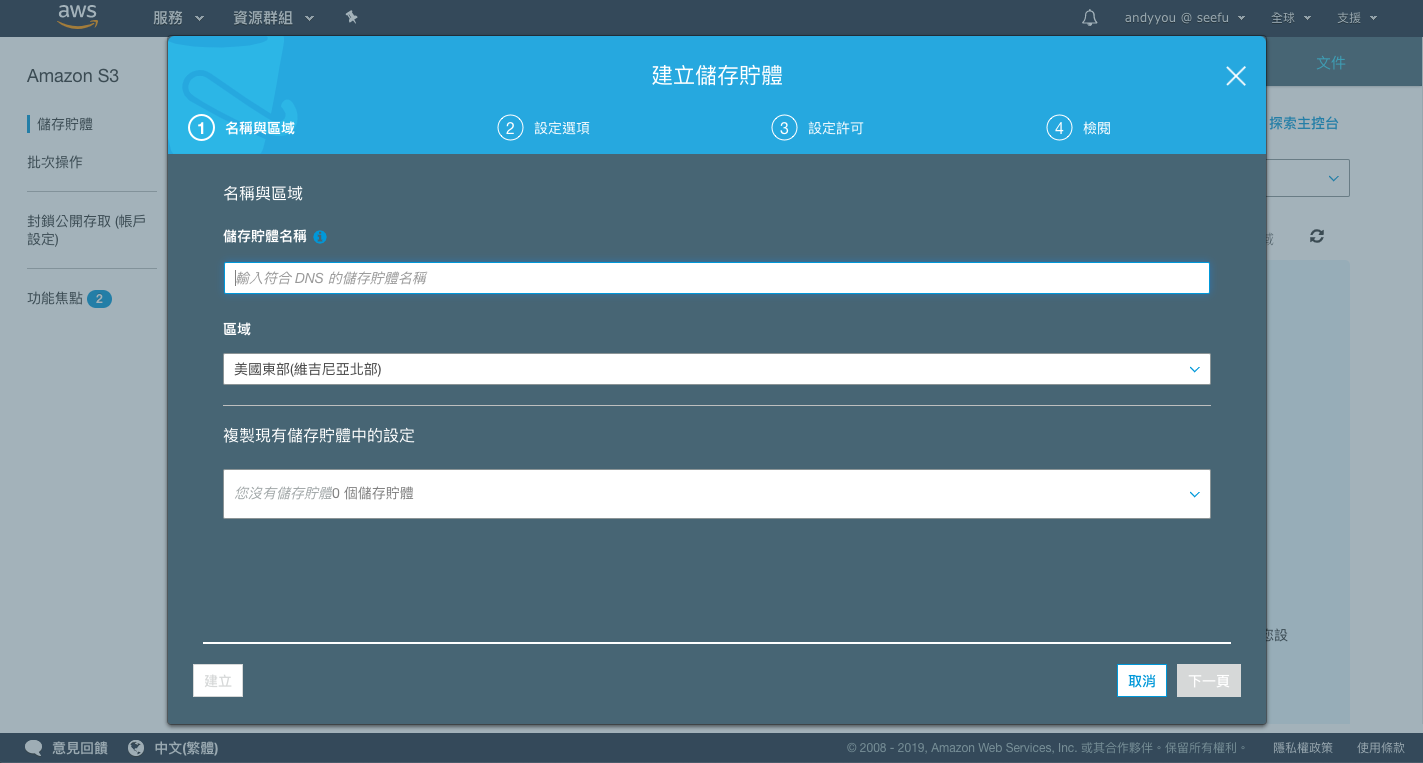 aws 服務 資源群組 andyyou @ seefu 全球 支援
Amazon S3
儲存貯體
批次操作
封鎖公開存取 (帳戶
設定)
功能焦點 2
文件
探索主控台
域
您設
建立儲存貯體
1 名稱與區域 2 設定選項 3 設定許可 4 檢閱
名稱與區域
儲存貯體名稱
輸入符合 DNS 的儲存貯體名稱
區域
美國東部(維吉尼亞北部)
複製現有儲存貯體中的設定
您沒有儲存貯體0 個儲存貯體
建立 取消 下一頁
意見回饋 中文(繁體) © 2008 - 2019, Amazon Web Services, Inc. 或其合作夥伴。保留所有權利。 隱私權政策 使用條款